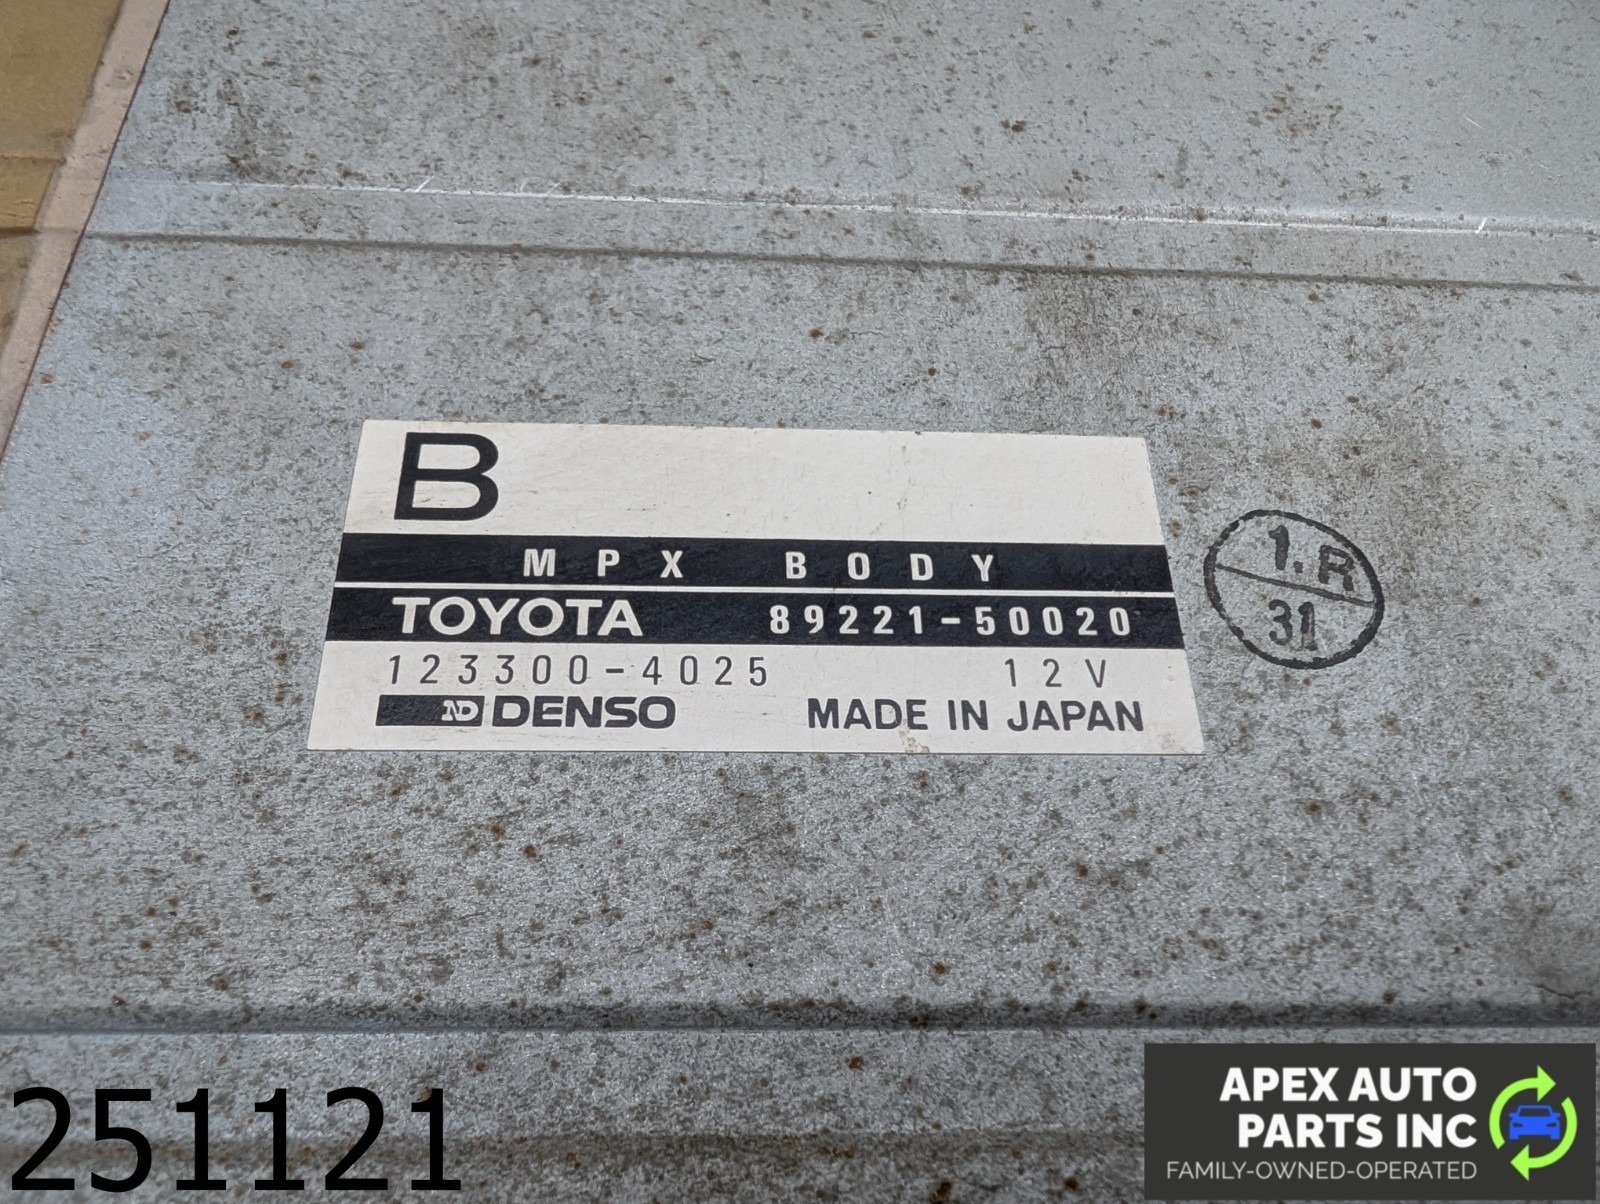 B
MPX BODY
TOYOTA 89221-50020
123300-4025 12V
ND DENSO MADE IN JAPAN
1.R
31
251121
APEX AUTO
PARTS INC
FAMILY-OWNED-OPERATED